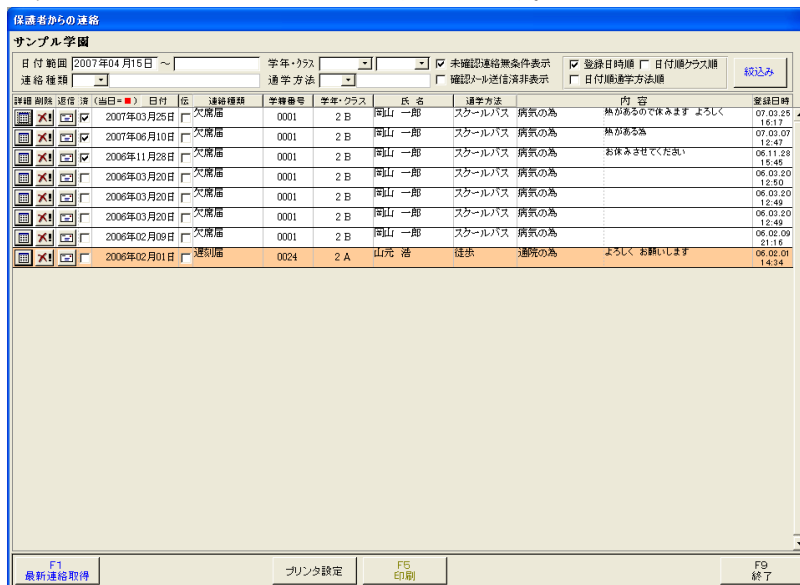 保護者からの連絡
サンプル学園
日付範囲 2007年04月15日 ～ 学年・クラス 未確認連絡無条件表示 登録日時順 日付順クラス順 絞込み
連絡種類 通学方法 確認メール送信済非表示 日付順通学方法順
詳細 削除 返信 済 (当日=■) 日付 伝 連絡種類 学籍番号 学年・クラス 氏 名 通学方法 内 容 登録日時
2007年03月25日 欠席届 0001 2 B 岡山 一郎 スクールバス 病気の為 熱があるので休みます よろしく 07.03.25 16:17
2007年06月10日 欠席届 0001 2 B 岡山 一郎 スクールバス 病気の為 熱がある為 07.03.07 12:47
2006年11月28日 欠席届 0001 2 B 岡山 一郎 スクールバス 病気の為 お休みさせてください 06.11.28 15:45
2006年03月20日 欠席届 0001 2 B 岡山 一郎 スクールバス 病気の為 06.03.20 12:50
2006年03月20日 欠席届 0001 2 B 岡山 一郎 スクールバス 病気の為 06.03.20 12:49
2006年03月20日 欠席届 0001 2 B 岡山 一郎 スクールバス 病気の為 06.03.20 12:49
2006年02月09日 欠席届 0001 2 B 岡山 一郎 スクールバス 病気の為 06.02.09 21:16
2006年02月01日 遅刻届 0024 2 A 山元 浩 徒歩 通院の為 よろしく お願いします 06.02.01 14:34
F1 最新連絡取得 プリンタ設定 F5 印刷 F9 終了